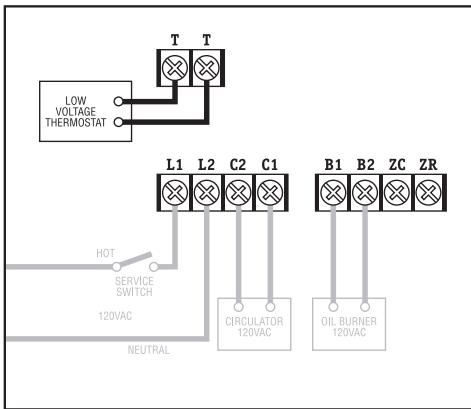 T T
LOW
VOLTAGE
THERMOSTAT
L1 L2 C2 C1 B1 B2 ZC ZR
HOT
SERVICE
SWITCH
120VAC
NEUTRAL
CIRCULATOR
120VAC
OIL BURNER
120VAC